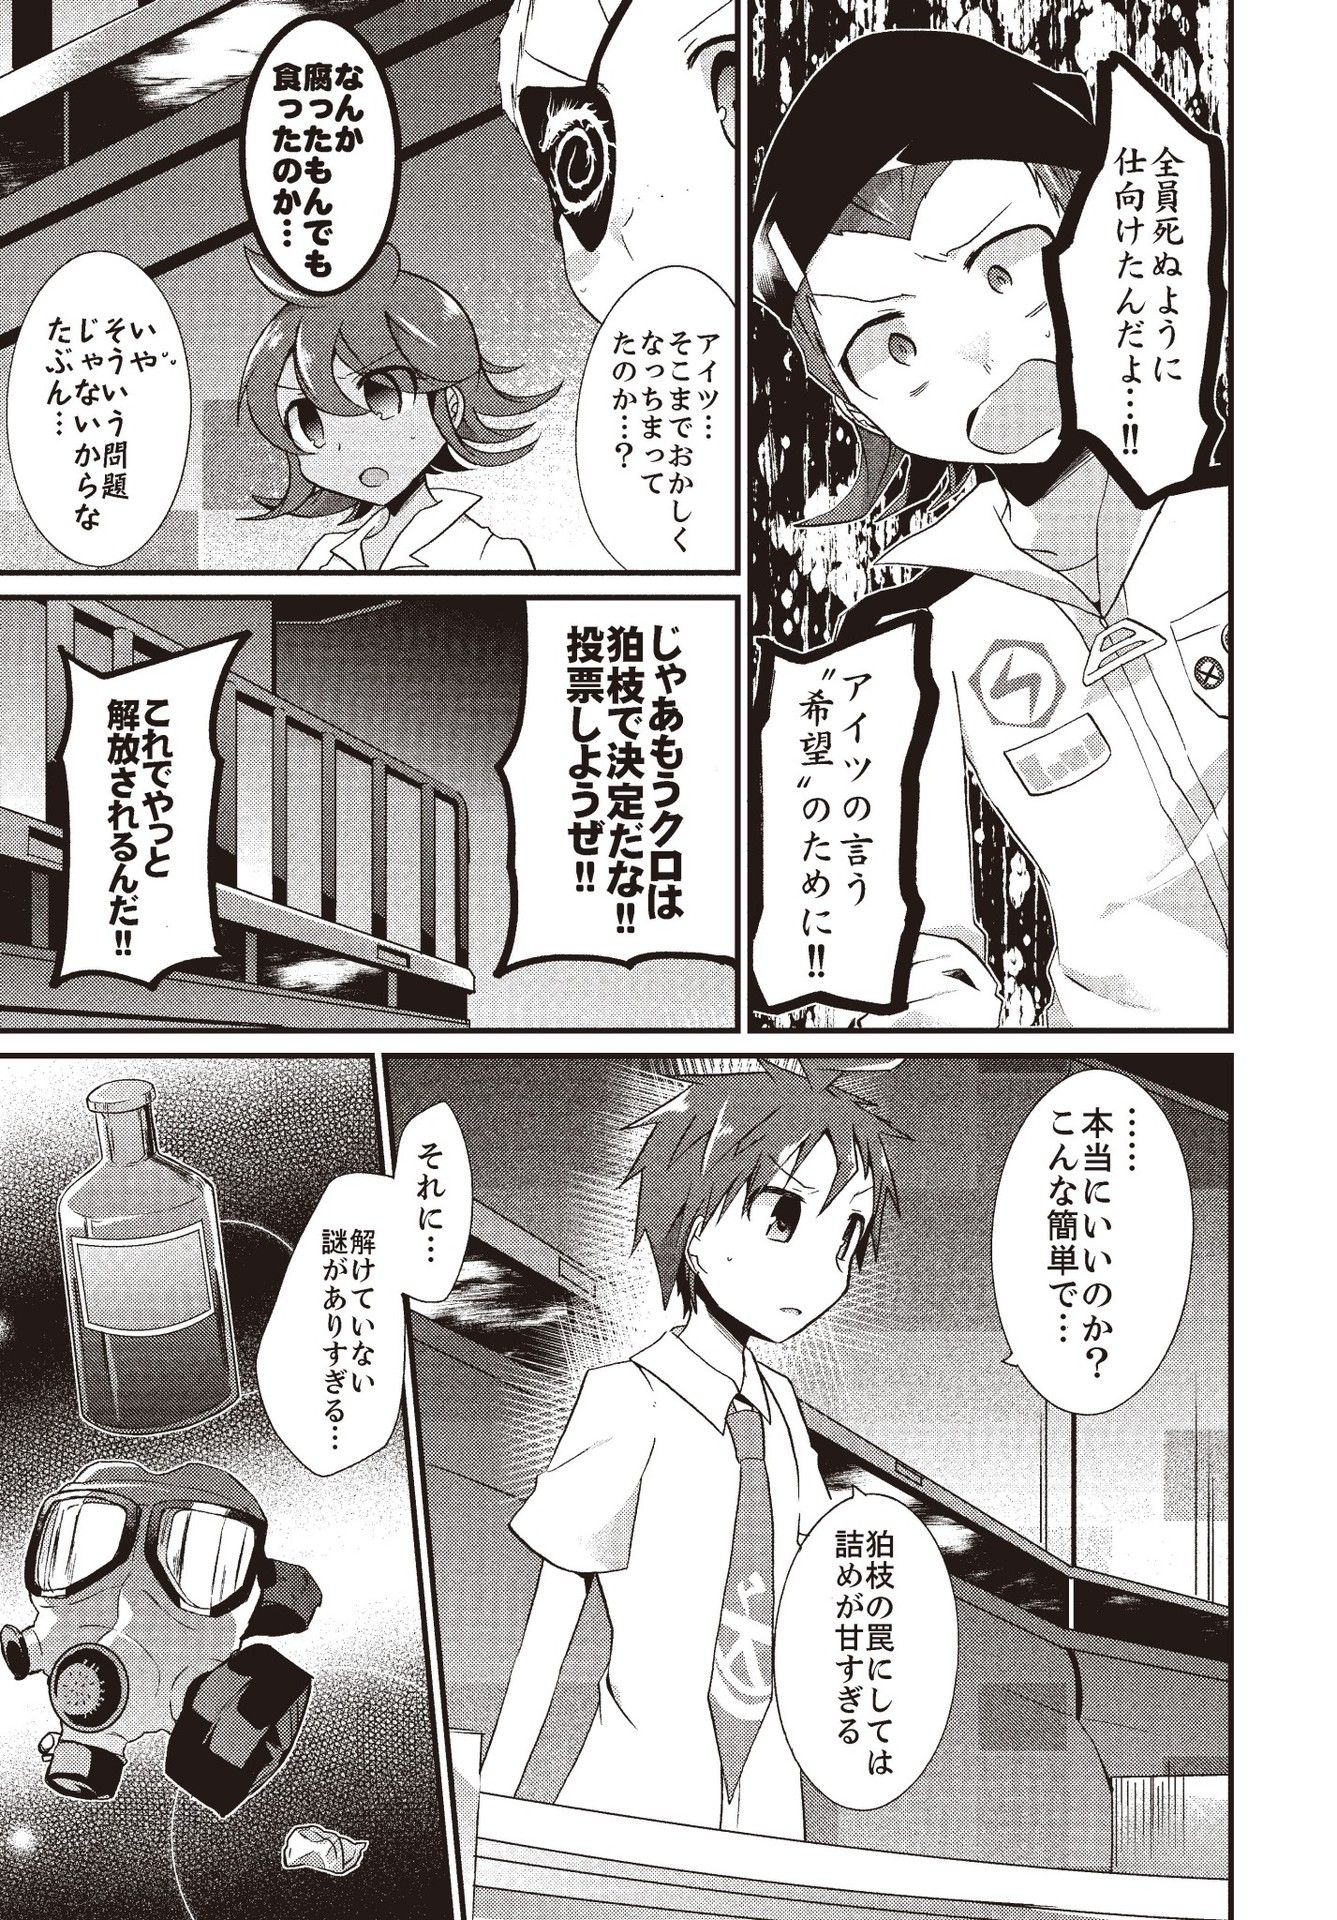 全員死ぬように
仕向けたんだよ…!!
アイツの言う
〝希望〟のために!!
アイツ…
そこまでおかしく
なっちまって
たのか…?
なんか
腐ったもんでも
食ったのか…
いや…
そういう問題
じゃないからな
たぶん…
じゃあもうクロは
狛枝で決定だな!!
投票しようぜ!!
これでやっと
解放されるんだ!!
……
本当にいいのか?
こんな簡単で…
狛枝の罠にしては
詰めが甘すぎる
それに…
解けていない
謎がありすぎる…